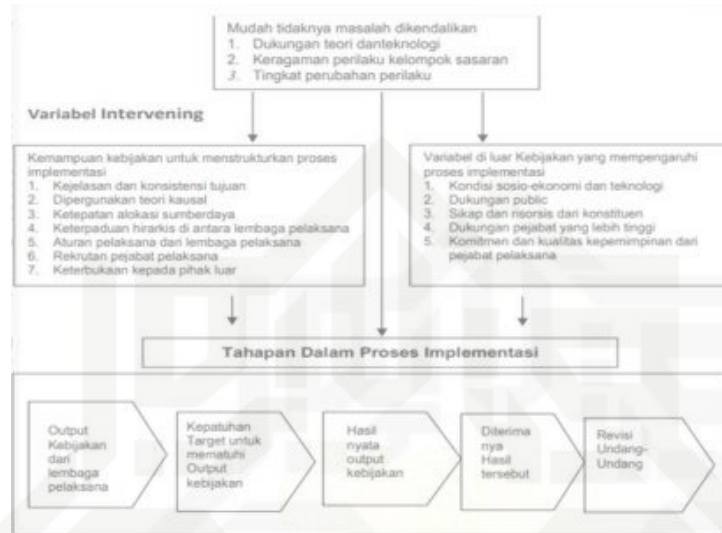 Mudah tidaknya masalah dikendalikan
1. Dukungan teori danteknologi
2. Keragaman perilaku kelompok sasaran
3. Tingkat perubahan perilaku
Variabel Intervening
Kemampuan kebijakan untuk menstrukturkan proses
implementasi
1. Kejelasan dan konsistensi tujuan
2. Dipergunakan teori kausal
3. Ketepatan alokasi sumberdaya
4. Keterpaduan hirarkis di antara lembaga pelaksana
5. Aturan pelaksana dari lembaga pelaksana
6. Rekrutan pejabat pelaksana
7. Keterbukaan kepada pihak luar
Variabel di luar Kebijakan yang mempengaruhi
proses implementasi
1. Kondisi sosio-ekonomi dan teknologi
2. Dukungan public
3. Sikap dan risorsis dari konstituen
4. Dukungan pejabat yang lebih tinggi
5. Komitmen dan kualitas kepemimpinan dari
pejabat pelaksana
Tahapan Dalam Proses Implementasi
Output
Kebijakan
dari
lembaga
pelaksana
Kepatuhan
Target untuk
mematuhi
Output
kebijakan
Hasil
nyata
output
kebijakan
Diterima
nya
Hasil
tersebut
Revisi
Undang-
Undang